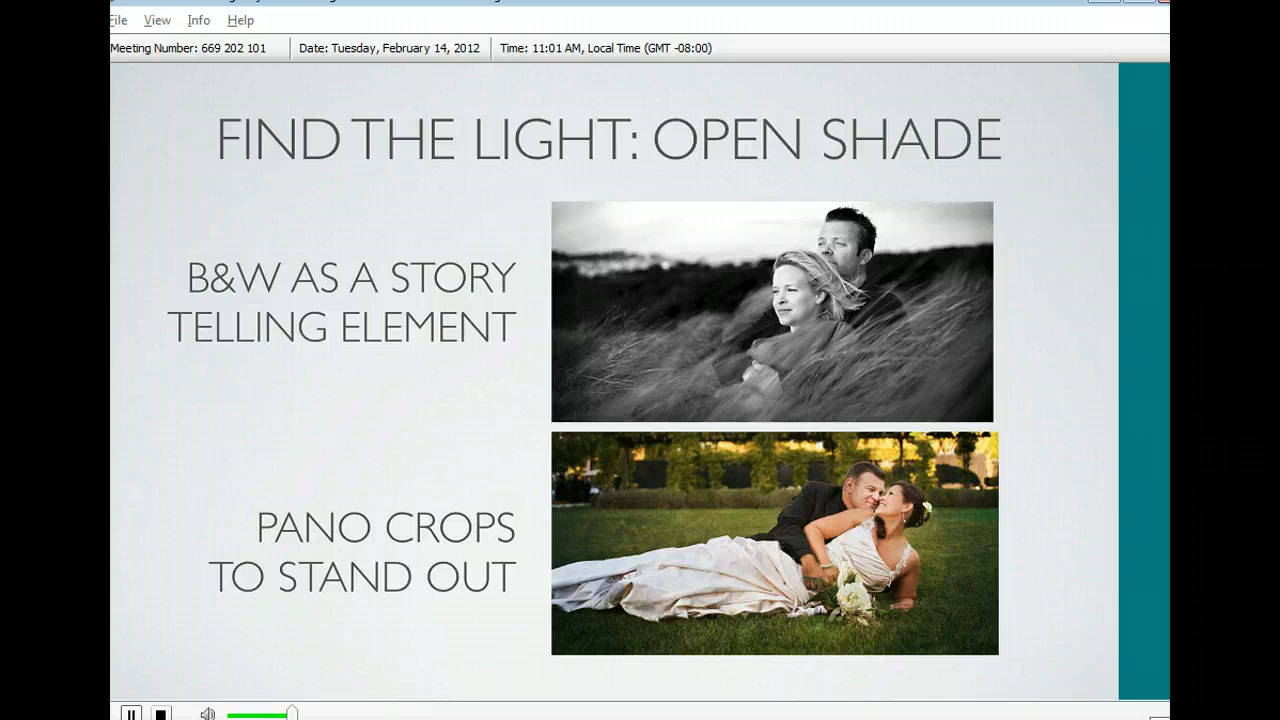 File View Info Help
Meeting Number: 669 202 101 Date: Tuesday, February 14, 2012 Time: 11:01 AM, Local Time (GMT -08:00)
FIND THE LIGHT: OPEN SHADE
B&W AS A STORY
TELLING ELEMENT
PANO CROPS
TO STAND OUT